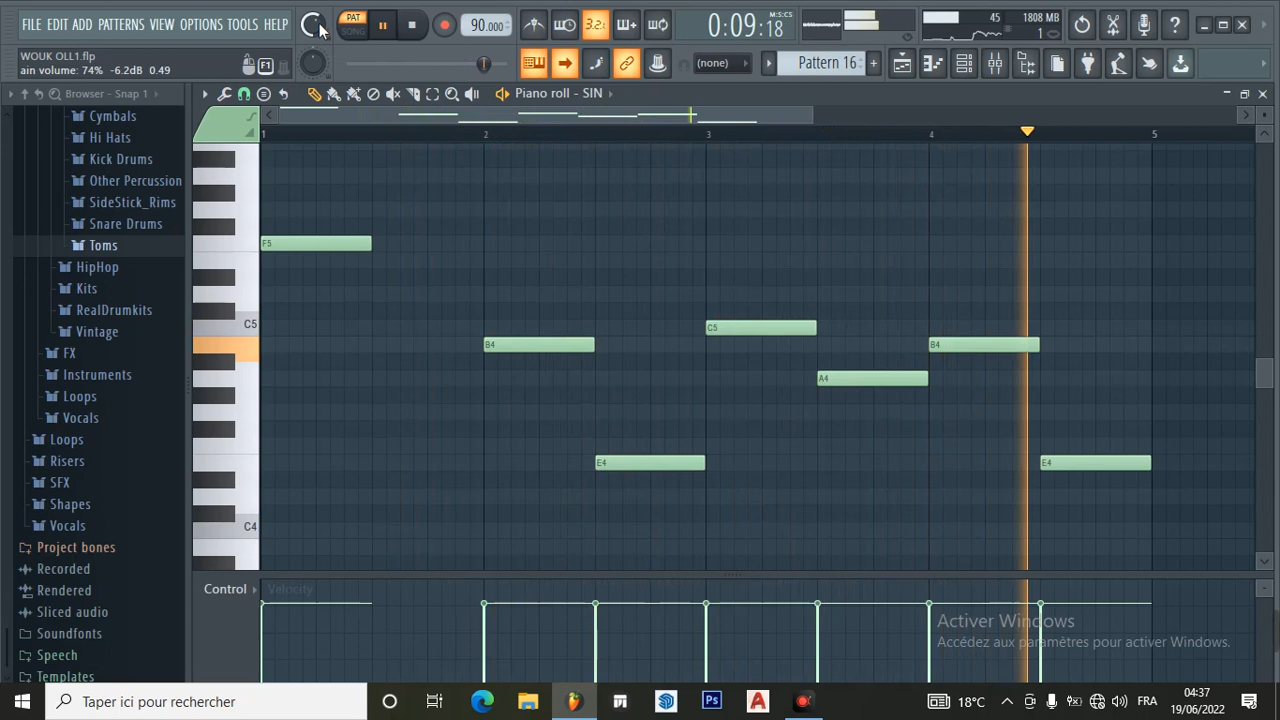 FILE EDIT ADD PATTERNS VIEW OPTIONS TOOLS HELP
PAT
SONG
90.000
3.2.
0:09:18
M:S:CS
45
1808 MB
1
WOUK OLL1.flp
ain volume: 74% -6.2dB 0.49
F1
(none)
Pattern 16
Browser - Snap 1
Piano roll - SIN
1 2 3 4 5
Cymbals
Hi Hats
Kick Drums
Other Percussion
SideStick_Rims
Snare Drums
Toms
HipHop
Kits
RealDrumkits
Vintage
FX
Instruments
Loops
Vocals
Loops
Risers
SFX
Shapes
Vocals
Project bones
Recorded
Rendered
Sliced audio
Soundfonts
Speech
Templates
C5
C4
F5
B4
E4
C5
A4
B4
E4
Control
Velocity
Activer Windows
Accédez aux paramètres pour activer Windows.
Taper ici pour rechercher
Ps
A
18°C
FRA
04:37
19/06/2022